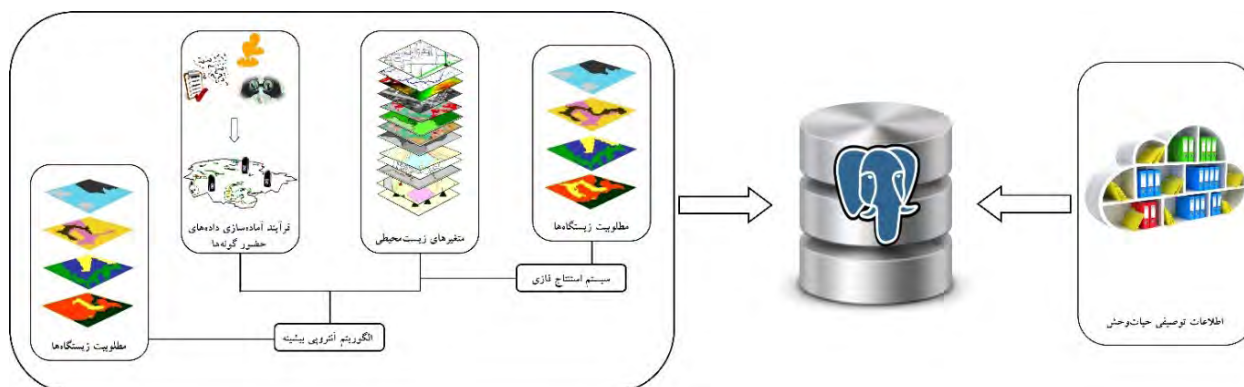 فرآیند آماده‌سازی داده‌های
حضور گونه‌ها
متغیرهای زیست‌محیطی
مطلوبیت زیستگاه‌ها
سیستم استنتاج فازی
الگوریتم آنتروپی بیشینه
مطلوبیت زیستگاه‌ها
اطلاعات توصیفی حیات‌وحش